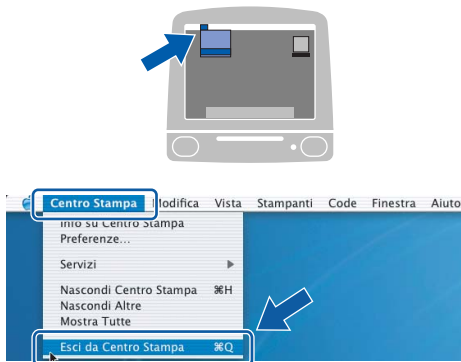 Centro Stampa Modifica Vista Stampanti Code Finestra Aiuto
Info su Centro Stampa
Preferenze...
Servizi
Nascondi Centro Stampa ⌘H
Nascondi Altre
Mostra Tutte
Esci da Centro Stampa ⌘Q